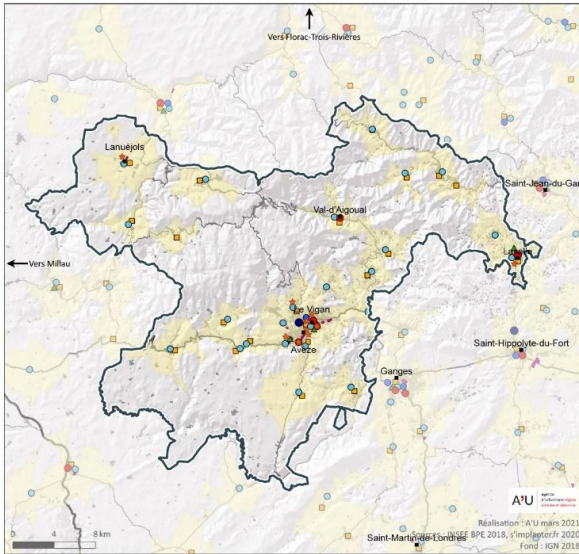 Vers Florac-Trois-Rivières
Lanuéjols
Saint-Jean-du-Gar
Val-d'Aigoual
Vers Millau
Le Vigan
Avèze
Saint-Hippolyte-du-Fort
Ganges
A'U
Réalisation : A'U mars 2021
Sources : INSEE BPE 2018, s'implanter.fr 2020
Fond : IGN 2018
0 4 8 km
Saint-Martin-de-Londres